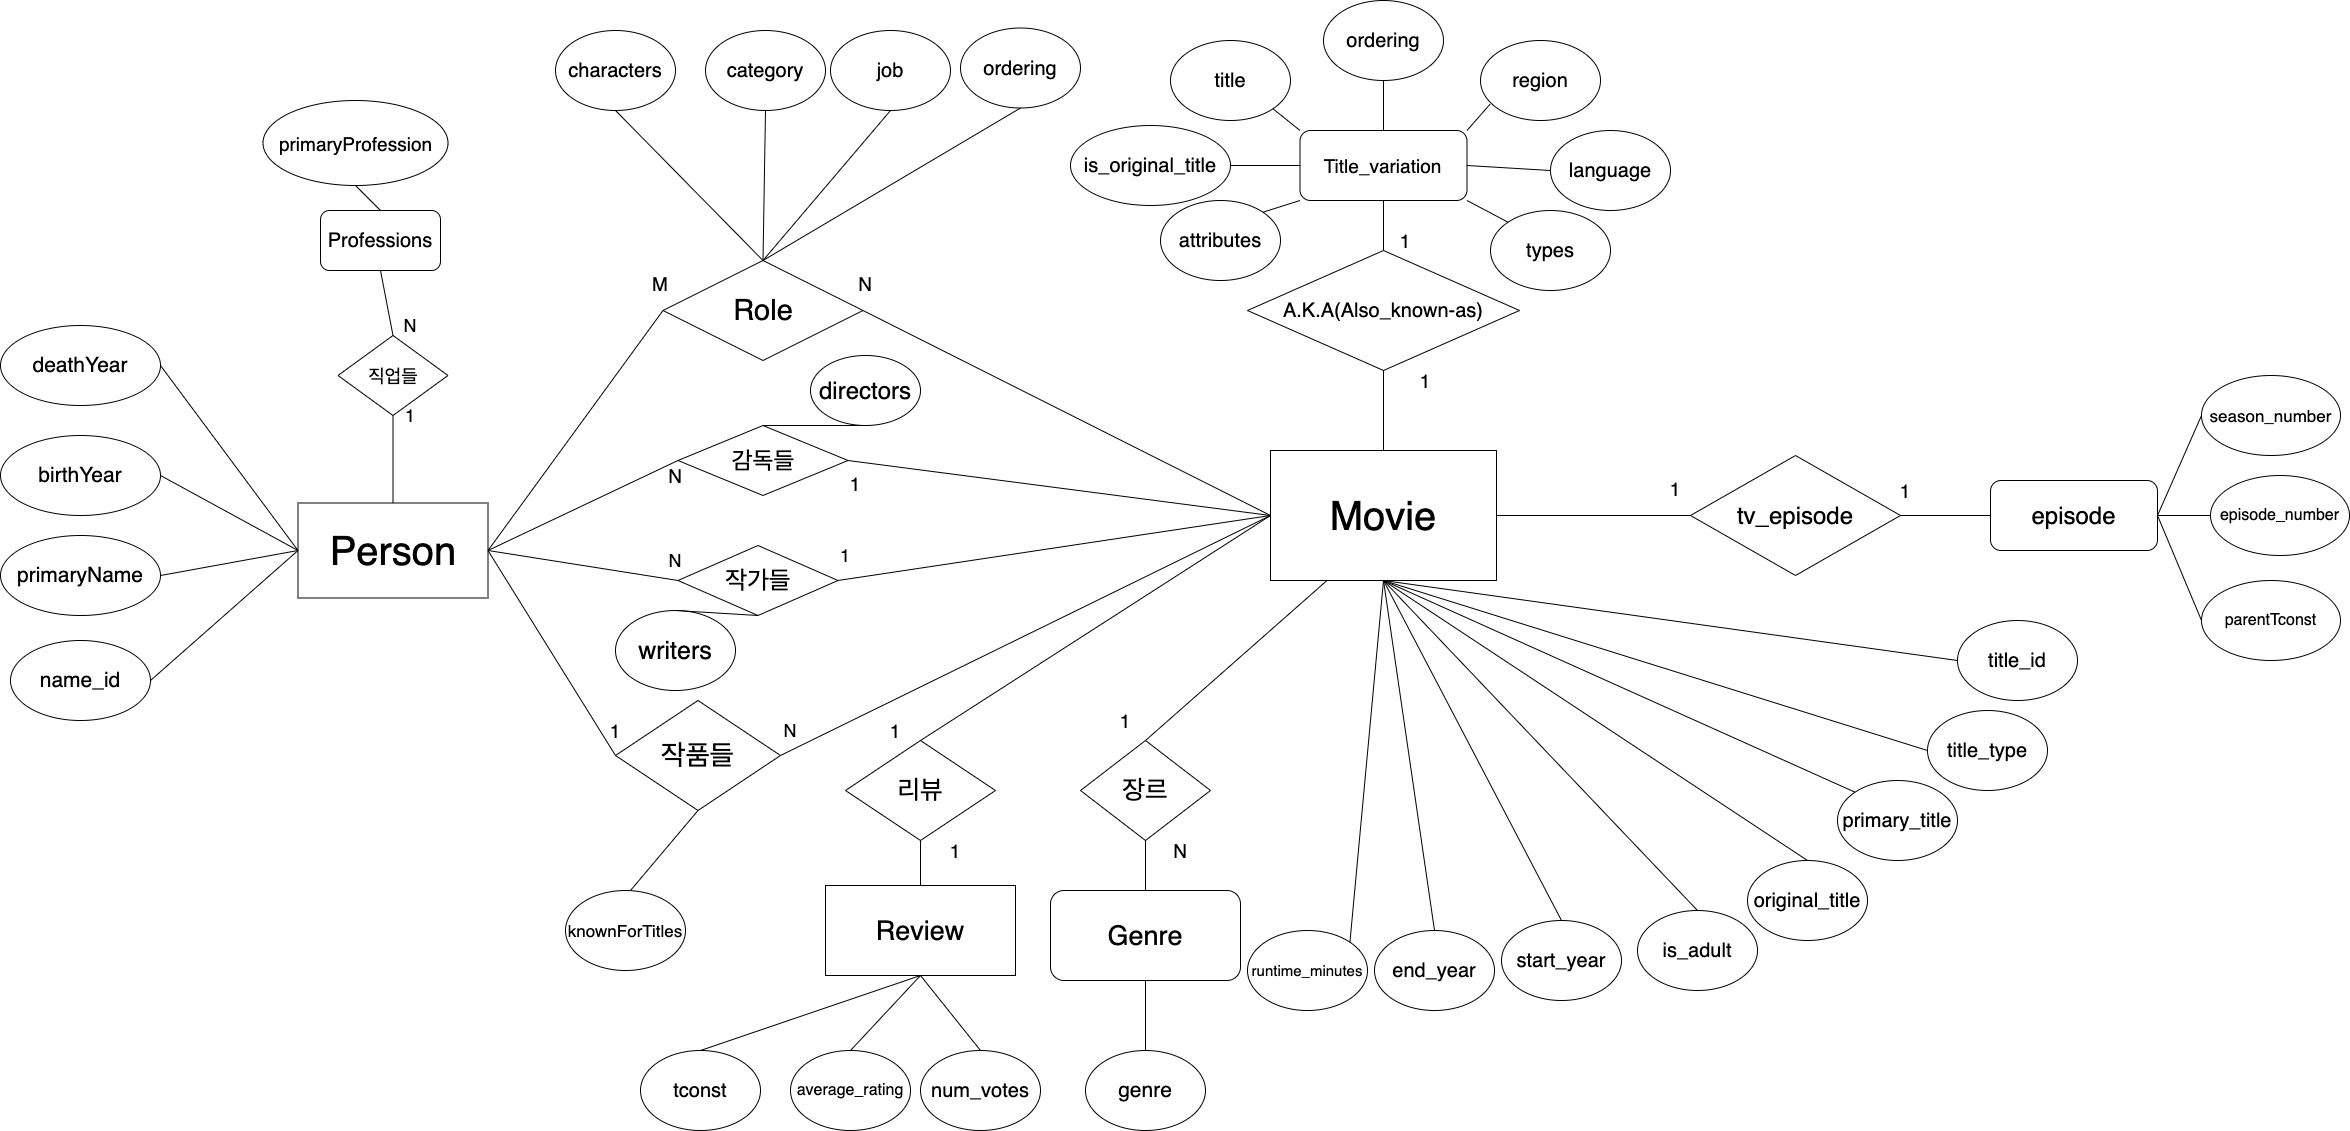 characters
category
job
ordering
ordering
title
region
is_original_title
Title_variation
language
attributes
types
1
A.K.A(Also_known-as)
1
primaryProfession
Professions
N
직업들
1
M
N
Role
deathYear
birthYear
primaryName
name_id
Person
directors
감독들
N
1
N
1
작가들
writers
1
N
작품들
knownForTitles
Movie
1
tv_episode
1
episode
season_number
episode_number
parentTconst
1
리뷰
1
Review
tconst
average_rating
num_votes
1
장르
N
Genre
genre
title_id
title_type
primary_title
original_title
is_adult
start_year
end_year
runtime_minutes